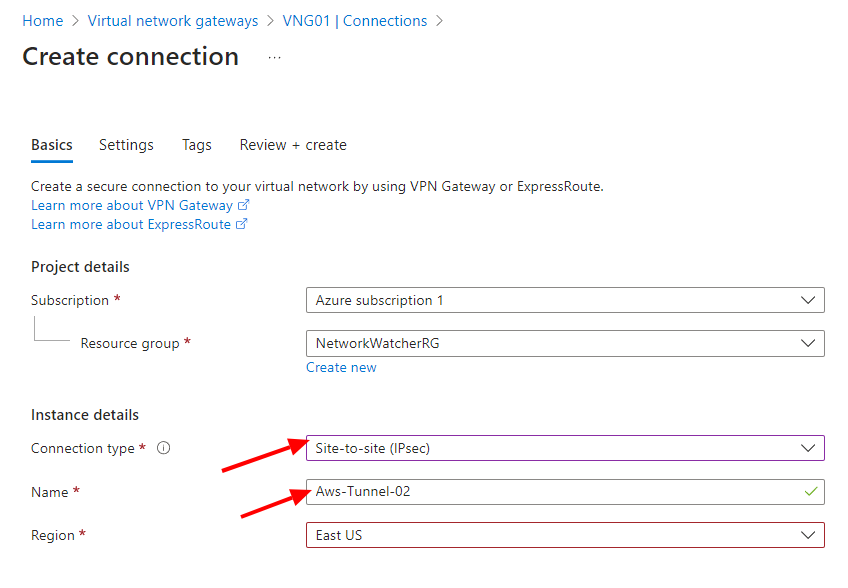 Home > Virtual network gateways > VNG01 | Connections >
Create connection ...
Basics Settings Tags Review + create
Create a secure connection to your virtual network by using VPN Gateway or ExpressRoute.
Learn more about VPN Gateway
Learn more about ExpressRoute
Project details
Subscription * Azure subscription 1
Resource group * NetworkWatcherRG
Create new
Instance details
Connection type * Site-to-site (IPsec)
Name * Aws-Tunnel-02
Region * East US